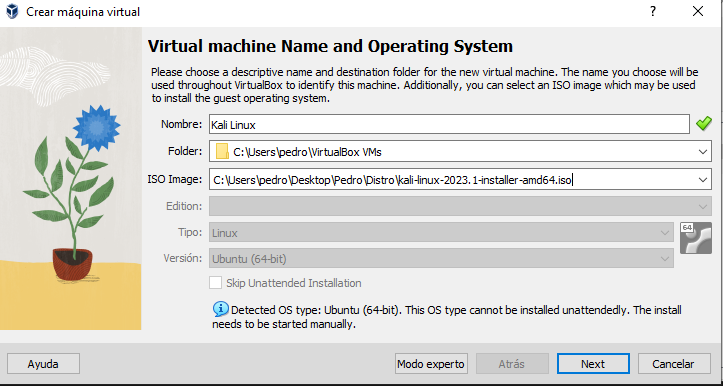 Crear máquina virtual
? ×
Virtual machine Name and Operating System
Please choose a descriptive name and destination folder for the new virtual machine. The name you choose will be
used throughout VirtualBox to identify this machine. Additionally, you can select an ISO image which may be used
to install the guest operating system.
Nombre: Kali Linux
Folder: C:\Users\pedro\VirtualBox VMs
ISO Image: C:\Users\pedro\Desktop\Pedro\Distro\kali-linux-2023.1-installer-amd64.iso
Edition:
Tipo: Linux
64
Versión: Ubuntu (64-bit)
Skip Unattended Installation
Detected OS type: Ubuntu (64-bit). This OS type cannot be installed unattendedly. The install
needs to be started manually.
Ayuda Modo experto Atrás Next Cancelar